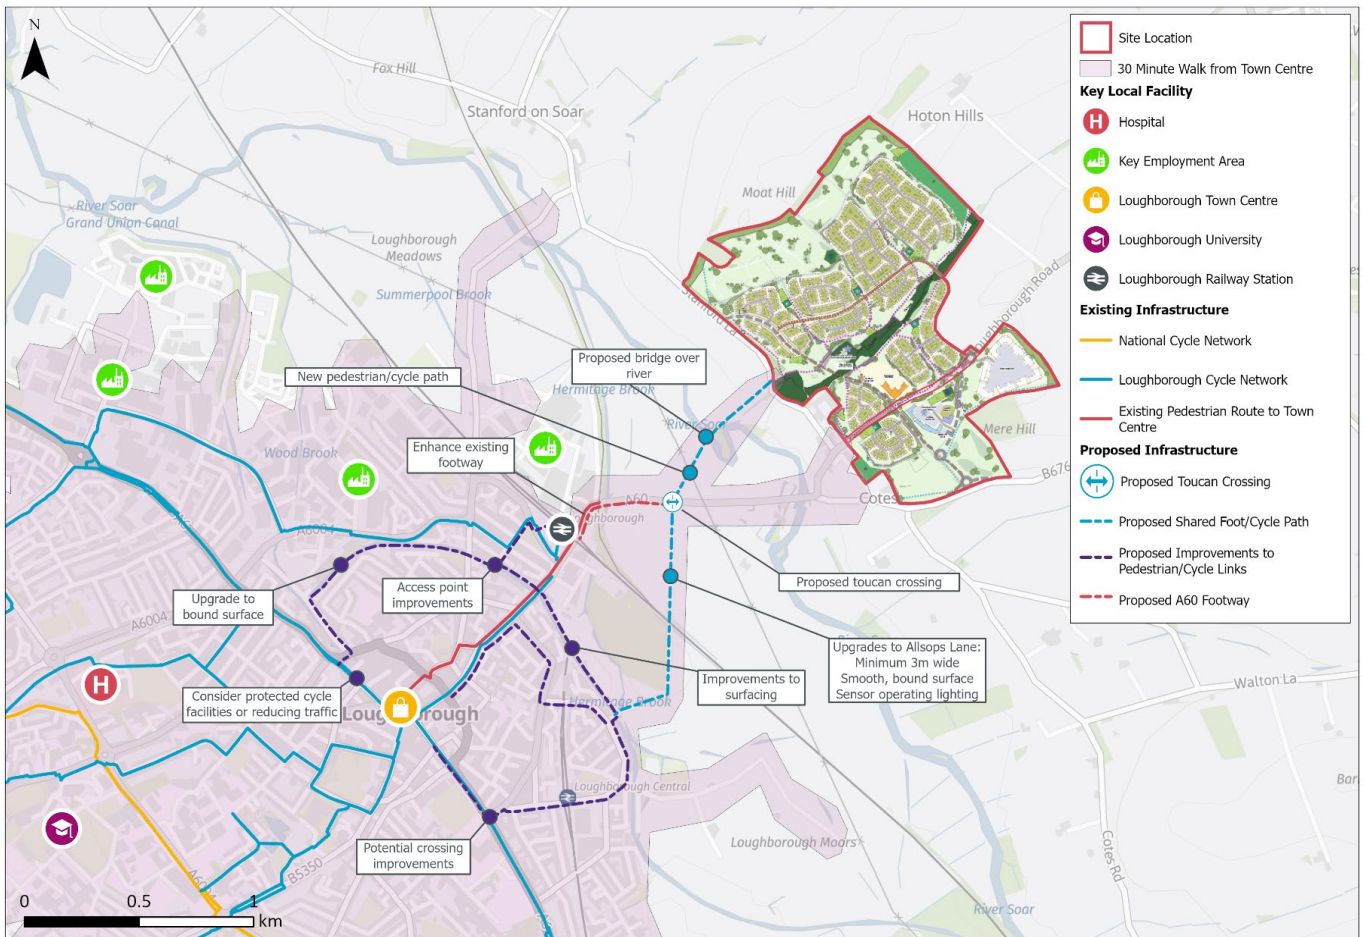 N
Fox Hill
Stanford on Soar
Hoton Hills
Moat Hill
River Soar
Grand Union Canal
Loughborough
Meadows
Summerpool Brook
Stanford La
Loughborough Road
Proposed bridge over
river
New pedestrian/cycle path
Hermitage Brook
River Soar
Mere Hill
Enhance existing
footway
Wood Brook
A60
Cotes
B676
A6004
Loughborough
Proposed toucan crossing
Access point
improvements
Upgrade to
bound surface
A6004
Upgrades to Allsops Lane:
Minimum 3m wide
Smooth, bound surface
Sensor operating lighting
Improvements to
surfacing
Consider protected cycle
facilities or reducing traffic
Walton La
Hermitage Brook
Loughborough
Loughborough Central
Potential crossing
improvements
Loughborough Moors
Cotes Rd
Bar
B5350
A6004
River Soar
0 0.5 1
km
Site Location
30 Minute Walk from Town Centre
Key Local Facility
H Hospital
Key Employment Area
Loughborough Town Centre
Loughborough University
Loughborough Railway Station
Existing Infrastructure
National Cycle Network
Loughborough Cycle Network
Existing Pedestrian Route to Town
Centre
Proposed Infrastructure
Proposed Toucan Crossing
Proposed Shared Foot/Cycle Path
Proposed Improvements to
Pedestrian/Cycle Links
Proposed A60 Footway
H